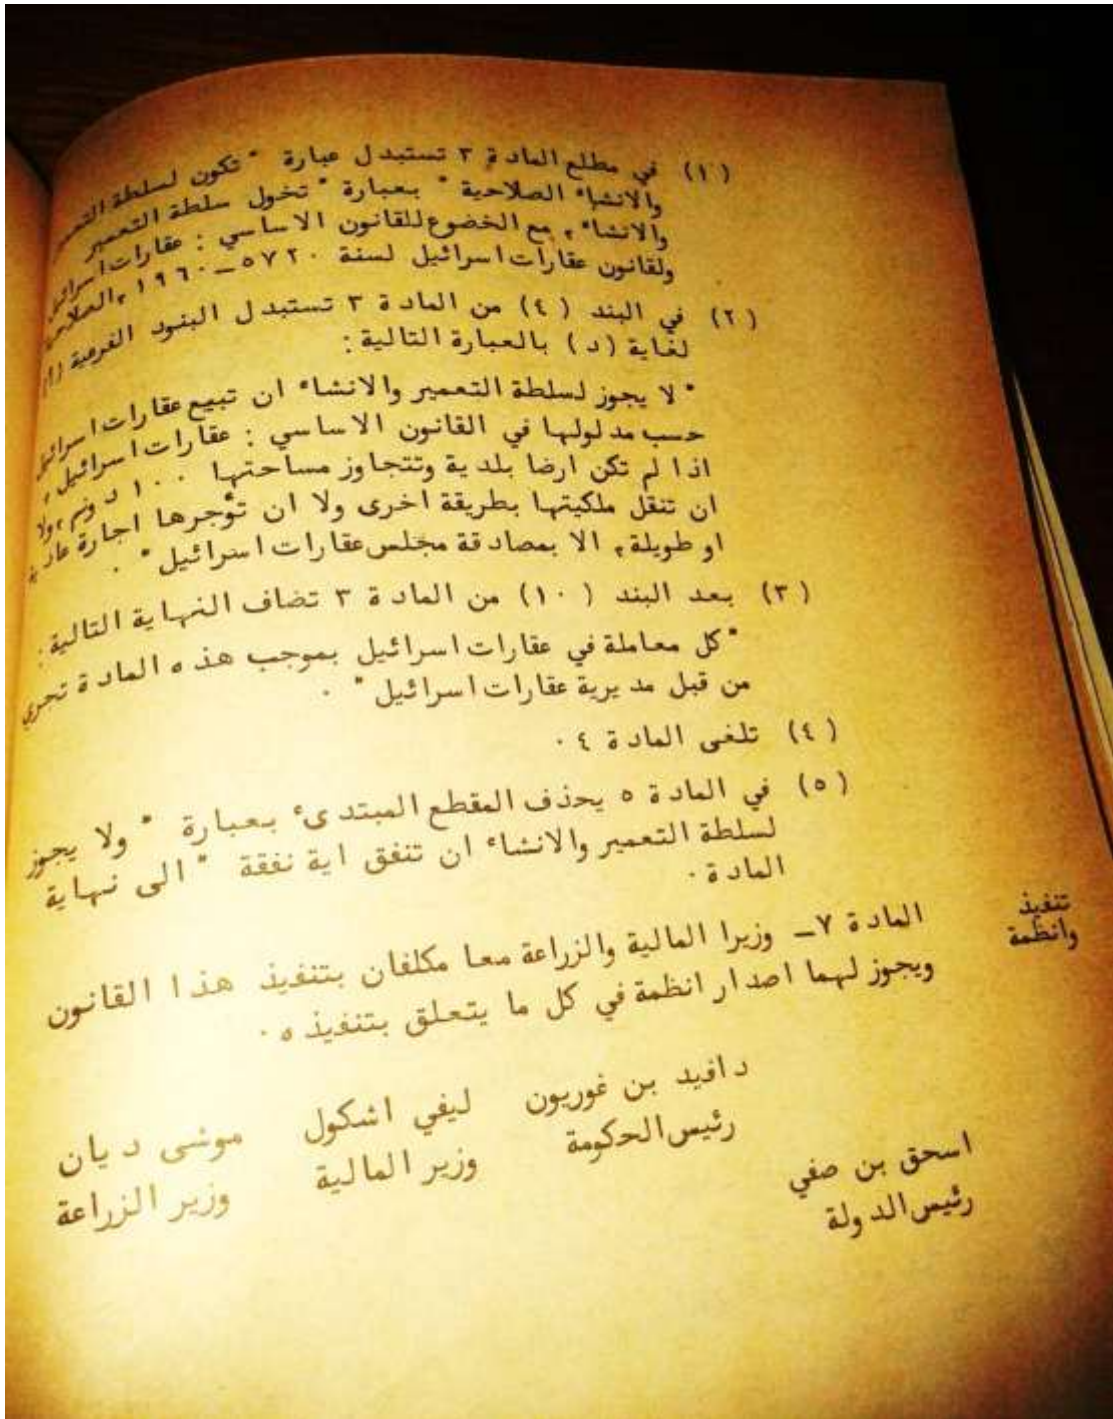 (١) في مطلع المادة ٣ تستبدل عبارة " تكون لسلطة
والانشاء الصلاحية " بعبارة " تخول سلطة التعمير
والانشاء ، مع الخضوع للقانون الاساسي : عقارات اسرائيل
ولقانون عقارات اسرائيل لسنة ٥٧٢٠ــ١٩٦٠ ،
(٢) في البند (٤) من المادة ٣ تستبدل البنود الفرعية (أ)
لغاية (د) بالعبارة التالية :
" لا يجوز لسلطة التعمير والانشاء ان تبيع عقارات اسرائيل
حسب مدلولها في القانون الاساسي : عقارات اسرائيل ،
اذا لم تكن ارضا بلدية وتتجاوز مساحتها ١٠٠ دونم ، ولا
ان تنقل ملكيتها بطريقة اخرى ولا ان تؤجرها اجارة عادية
او طويلة ، الا بمصادقة مجلس عقارات اسرائيل " .
(٣) بعد البند (١٠) من المادة ٣ تضاف النهاية التالية :
" كل معاملة في عقارات اسرائيل بموجب هذه المادة تجري
من قبل مديرية عقارات اسرائيل " .
(٤) تلغى المادة ٤ .
(٥) في المادة ٥ يحذف المقطع المبتدىء بعبارة " ولا يجوز
لسلطة التعمير والانشاء ان تنفق اية نفقة " الى نهاية
المادة .
تنفيذ
وانظمة
المادة ٧ــ وزيرا المالية والزراعة معا مكلفان بتنفيذ هذا القانون
ويجوز لهما اصدار انظمة في كل ما يتعلق بتنفيذه .
دافيد بن غوريون ليفي اشكول موشى ديان
رئيس الحكومة وزير المالية وزير الزراعة
اسحق بن صفي
رئيس الدولة